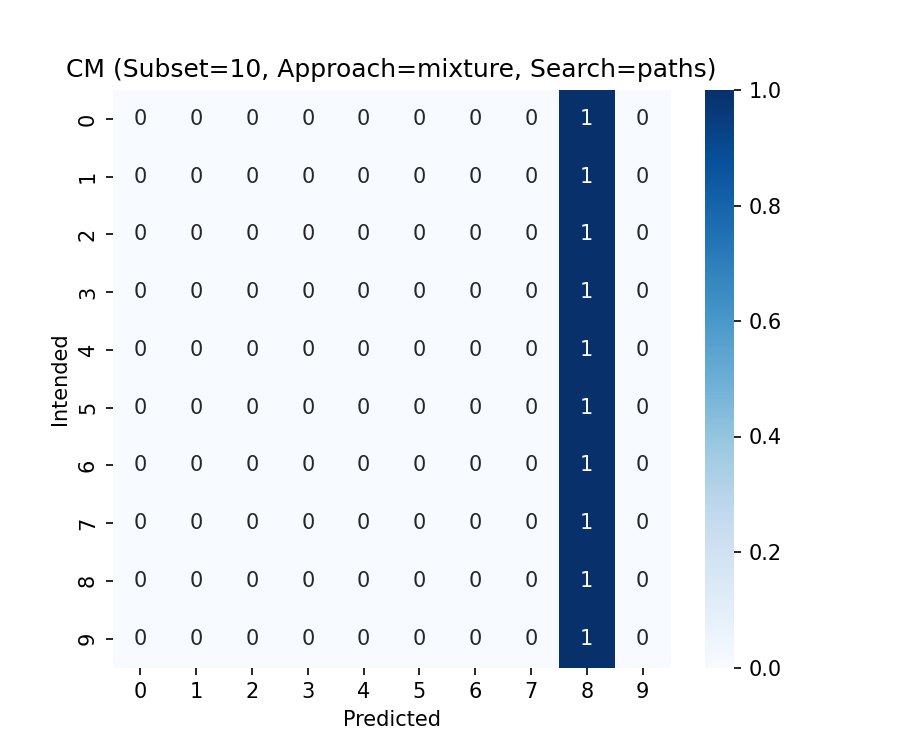 CM (Subset=10, Approach=mixture, Search=paths)
0 0 0 0 0 0 0 0 0 1 0 1.0
1 0 0 0 0 0 0 0 0 1 0
2 0 0 0 0 0 0 0 0 1 0 0.8
3 0 0 0 0 0 0 0 0 1 0
4 0 0 0 0 0 0 0 0 1 0 0.6
5 0 0 0 0 0 0 0 0 1 0
6 0 0 0 0 0 0 0 0 1 0 0.4
7 0 0 0 0 0 0 0 0 1 0
8 0 0 0 0 0 0 0 0 1 0 0.2
9 0 0 0 0 0 0 0 0 1 0 0.0
Intended
0 1 2 3 4 5 6 7 8 9
Predicted